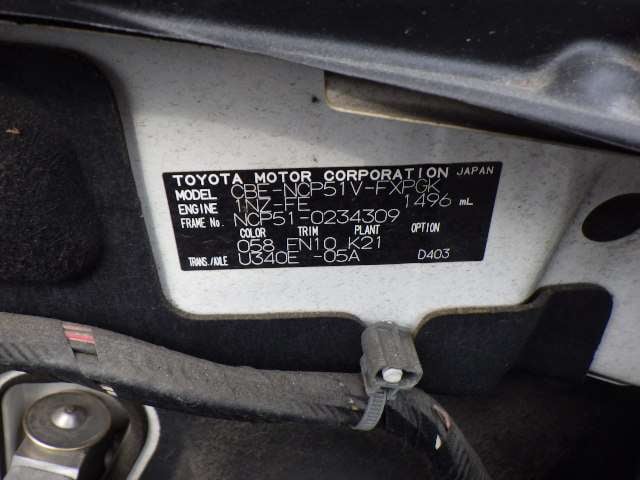 TOYOTA MOTOR CORPORATION JAPAN
MODEL CBE-NCP51V-FXPGK
ENGINE 1NZ-FE 1496 mL
FRAME No. NCP51-0234309
COLOR TRIM PLANT OPTION
058 FN10 K21
TRANS./AXLE U340E -05A D403